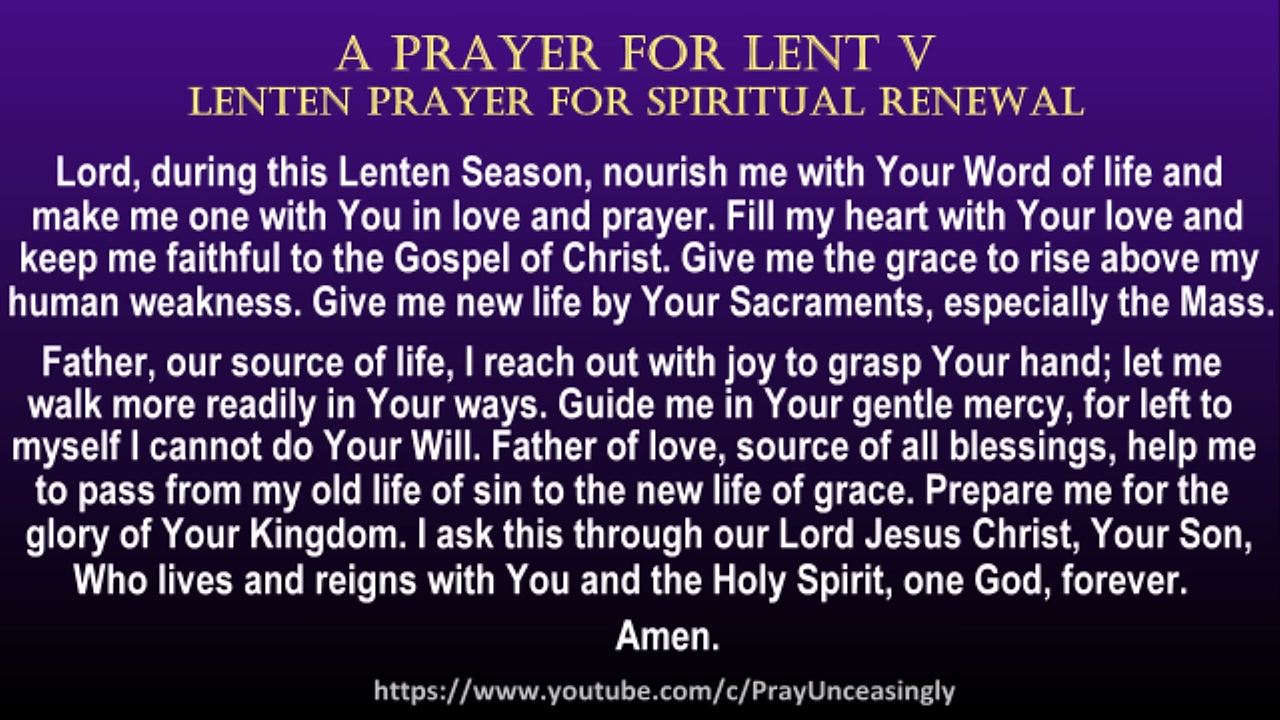 A PRAYER FOR LENT V
LENTEN PRAYER FOR SPIRITUAL RENEWAL
Lord, during this Lenten Season, nourish me with Your Word of life and
make me one with You in love and prayer. Fill my heart with Your love and
keep me faithful to the Gospel of Christ. Give me the grace to rise above my
human weakness. Give me new life by Your Sacraments, especially the Mass.
Father, our source of life, I reach out with joy to grasp Your hand; let me
walk more readily in Your ways. Guide me in Your gentle mercy, for left to
myself I cannot do Your Will. Father of love, source of all blessings, help me
to pass from my old life of sin to the new life of grace. Prepare me for the
glory of Your Kingdom. I ask this through our Lord Jesus Christ, Your Son,
Who lives and reigns with You and the Holy Spirit, one God, forever.
Amen.
https://www.youtube.com/c/PrayUnceasingly